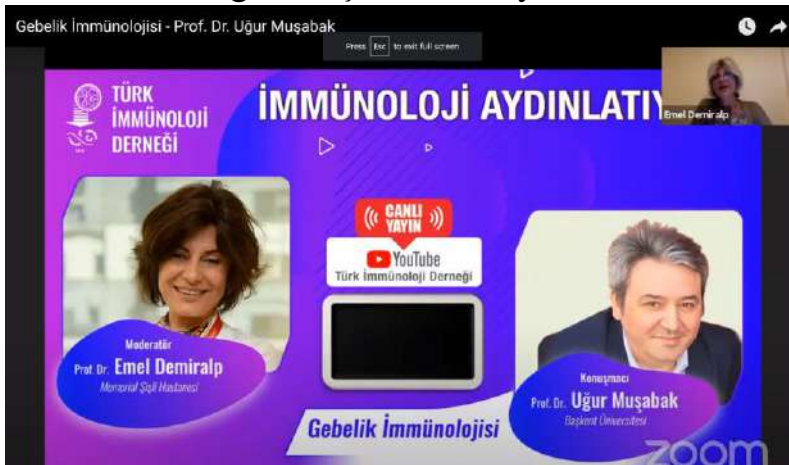 Gebelik İmmünolojisi - Prof. Dr. Uğur Muşabak
Press Esc to exit full screen
TÜRK
İMMÜNOLOJİ
DERNEĞİ
İMMÜNOLOJİ AYDINLATIY
Emel Demiralp
CANLI
YAYIN
YouTube
Türk İmmünoloji Derneği
Moderatör
Prof. Dr. Emel Demiralp
Memorial Şişli Hastanesi
Konuşmacı
Prof. Dr. Uğur Muşabak
Başkent Üniversitesi
Gebelik İmmünolojisi
zoom